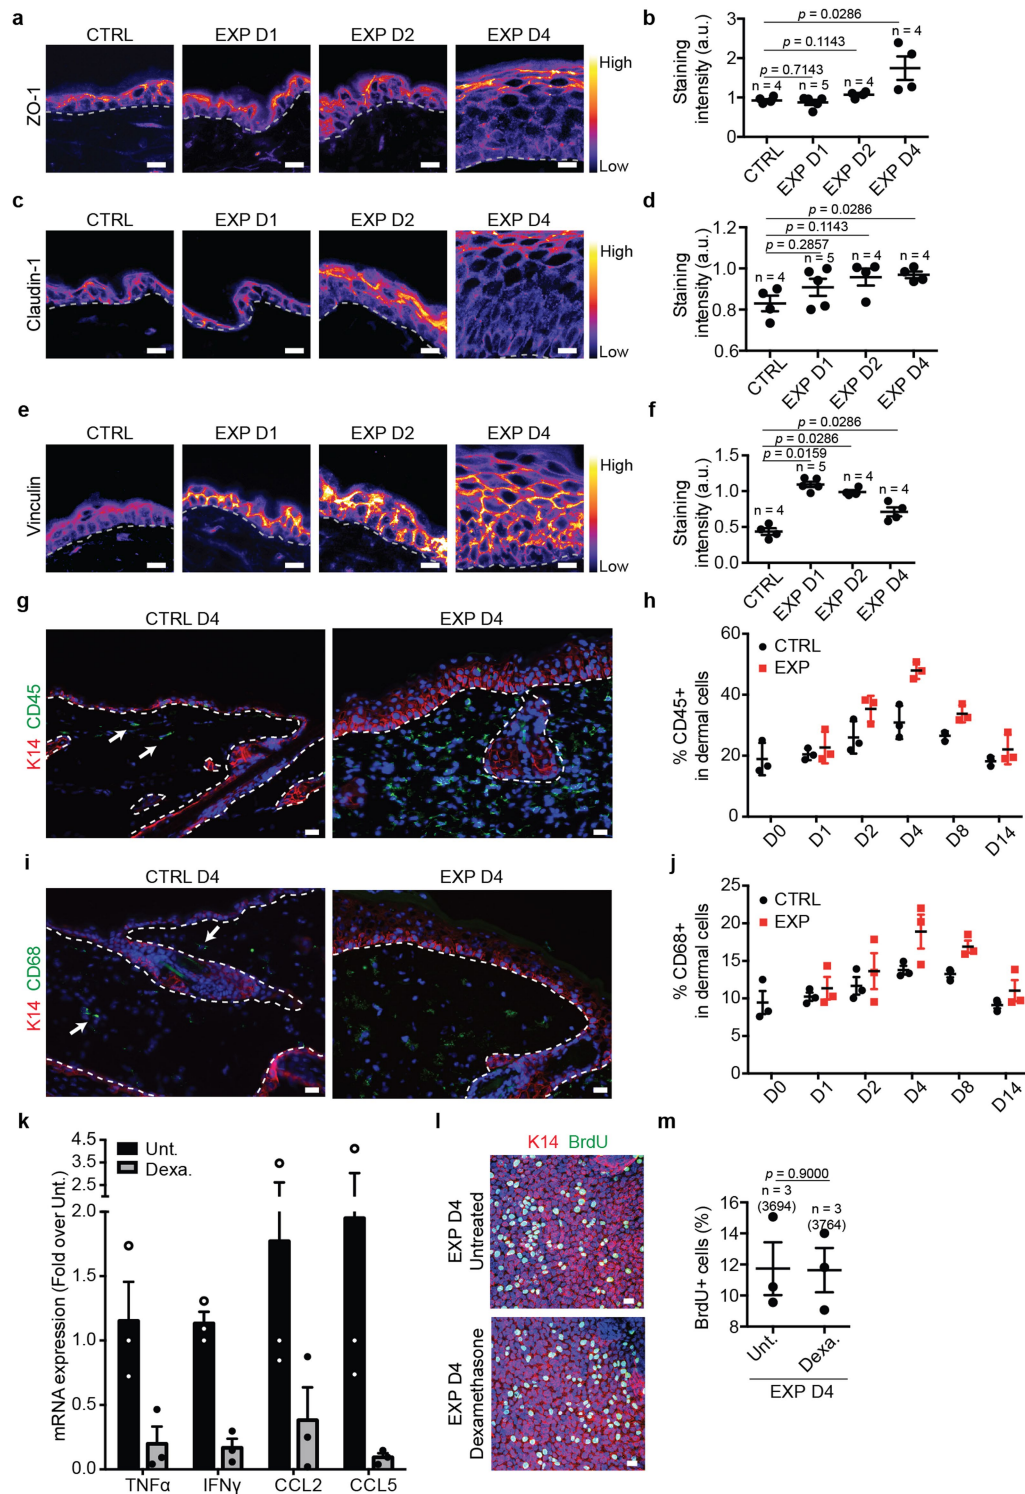 a
CTRL
EXP D1
EXP D2
EXP D4
ZO-1
High
Low
b
Staining
intensity (a.u.)
p = 0.0286
p = 0.1143
p = 0.7143
n = 4
n = 5
n = 4
n = 4
3
2
1
0
CTRL
EXP D1
EXP D2
EXP D4
c
CTRL
EXP D1
EXP D2
EXP D4
Claudin-1
High
Low
d
Staining
intensity (a.u.)
p = 0.0286
p = 0.1143
p = 0.2857
n = 4
n = 5
n = 4
n = 4
1.2
1.0
0.8
0.6
CTRL
EXP D1
EXP D2
EXP D4
e
CTRL
EXP D1
EXP D2
EXP D4
Vinculin
High
Low
f
Staining
intensity (a.u.)
p = 0.0286
p = 0.0286
p = 0.0159
n = 4
n = 5
n = 4
n = 4
1.5
1.0
0.5
0.0
CTRL
EXP D1
EXP D2
EXP D4
g
CTRL D4
EXP D4
K14 CD45
h
% CD45+
in dermal cells
CTRL
EXP
60
40
20
0
D0
D1
D2
D4
D8
D14
i
CTRL D4
EXP D4
K14 CD68
j
% CD68+
in dermal cells
CTRL
EXP
25
20
15
10
5
0
D0
D1
D2
D4
D8
D14
k
mRNA expression (Fold over Unt.)
Unt.
Dexa.
4.5
3.5
3.0
2.5
2.0
1.5
1.0
0.5
0.0
TNFα
IFNγ
CCL2
CCL5
l
K14 BrdU
EXP D4
Untreated
EXP D4
Dexamethasone
m
BrdU+ cells (%)
p = 0.9000
n = 3
(3694)
n = 3
(3764)
16
14
12
10
8
Unt.
Dexa.
EXP D4